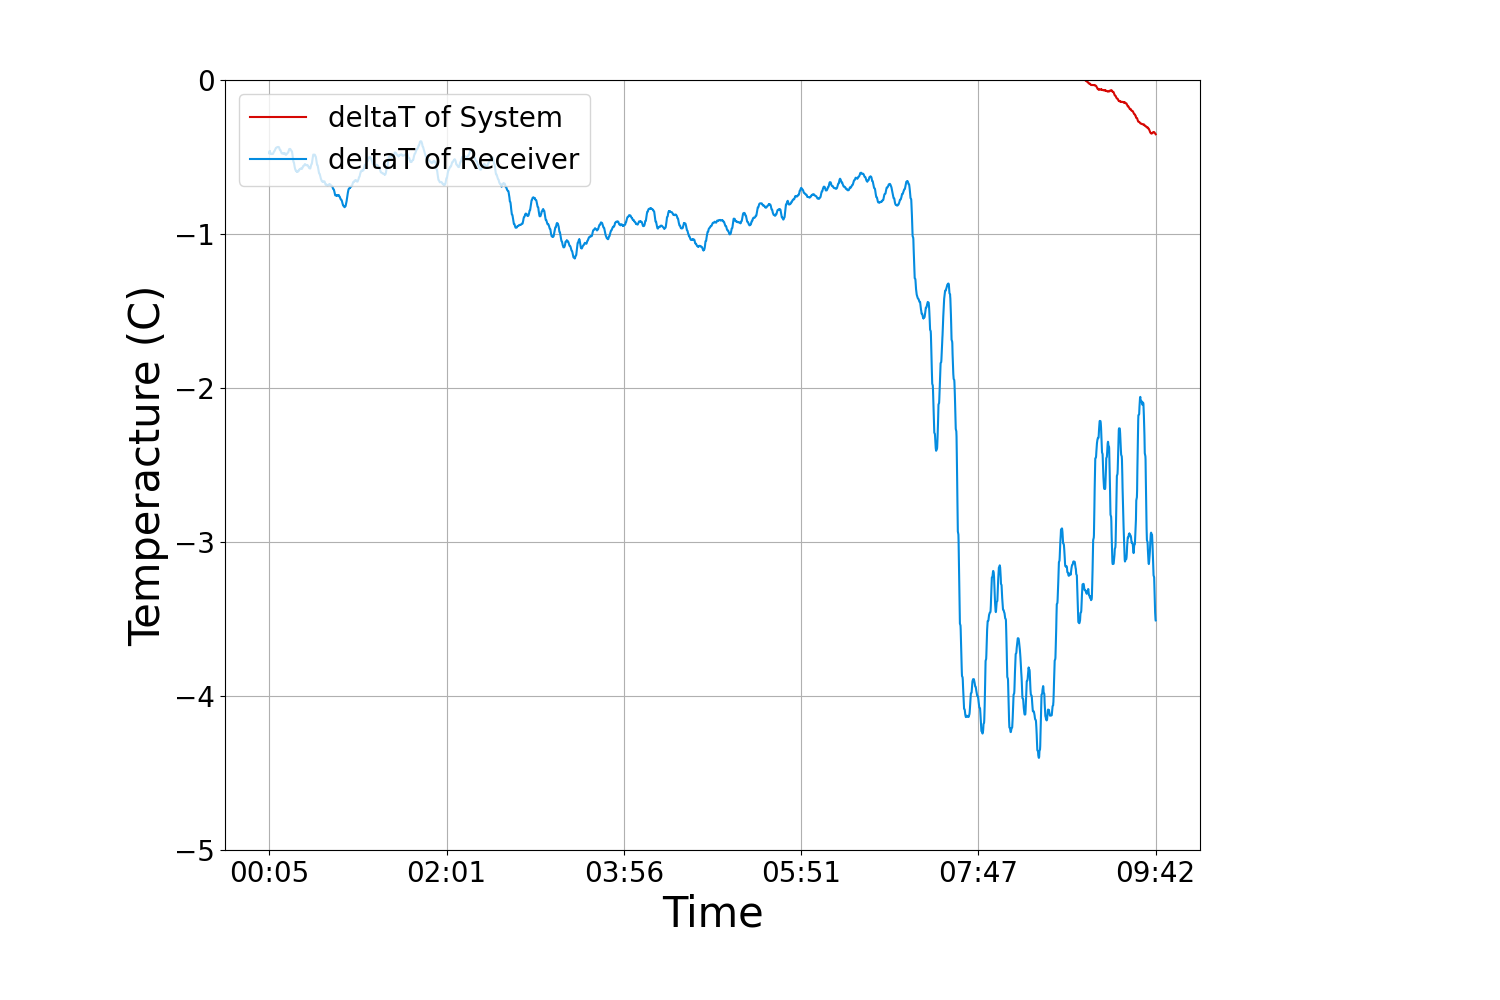 deltaT of System
deltaT of Receiver
0
−1
−2
−3
−4
−5
Temperacture (C)
00:05 02:01 03:56 05:51 07:47 09:42
Time